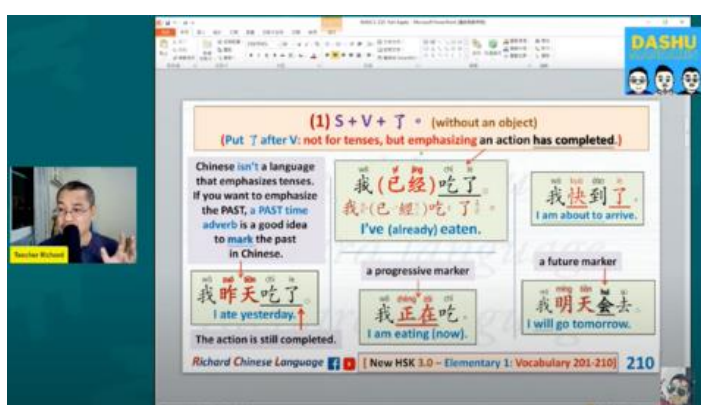 DASHU
(1) S + V + 了。 (without an object)
(Put 了 after V: not for tenses, but emphasizing an action has completed.)
Chinese isn't a language
that emphasizes tenses.
If you want to emphasize
the PAST, a PAST time
adverb is a good idea
to mark the past
in Chinese.
wǒ yǐ jīng chī le
我(已经)吃了。
我(已經)吃了。
I've (already) eaten.
wǒ kuài dào le
我快到了。
I am about to arrive.
Teacher Richard
a progressive marker
a future marker
wǒ zuó tiān chī le
我昨天吃了。
I ate yesterday.
wǒ zhèng zài chī
我正在吃。
I am eating (now).
wǒ míng tiān huì qù
我明天会去。
I will go tomorrow.
The action is still completed.
Richard Chinese Language
[ New HSK 3.0 – Elementary 1: Vocabulary 201-210]
210